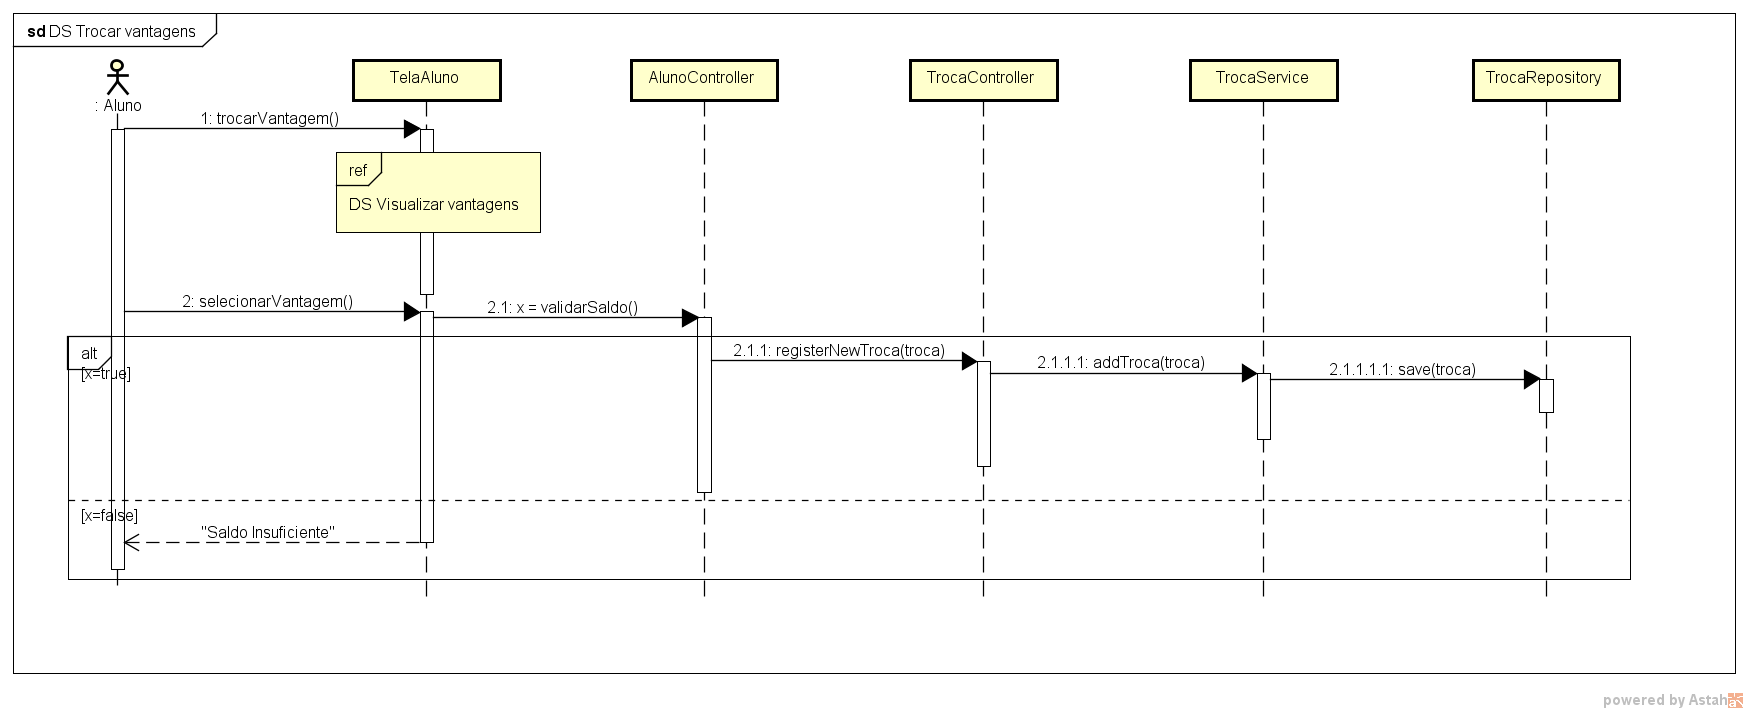 sd DS Trocar vantagens
: Aluno
TelaAluno
AlunoController
TrocaController
TrocaService
TrocaRepository
1: trocarVantagem()
ref
DS Visualizar vantagens
2: selecionarVantagem()
2.1: x = validarSaldo()
alt
[x=true]
2.1.1: registerNewTroca(troca)
2.1.1.1: addTroca(troca)
2.1.1.1.1: save(troca)
[x=false]
"Saldo Insuficiente"
powered by Astah